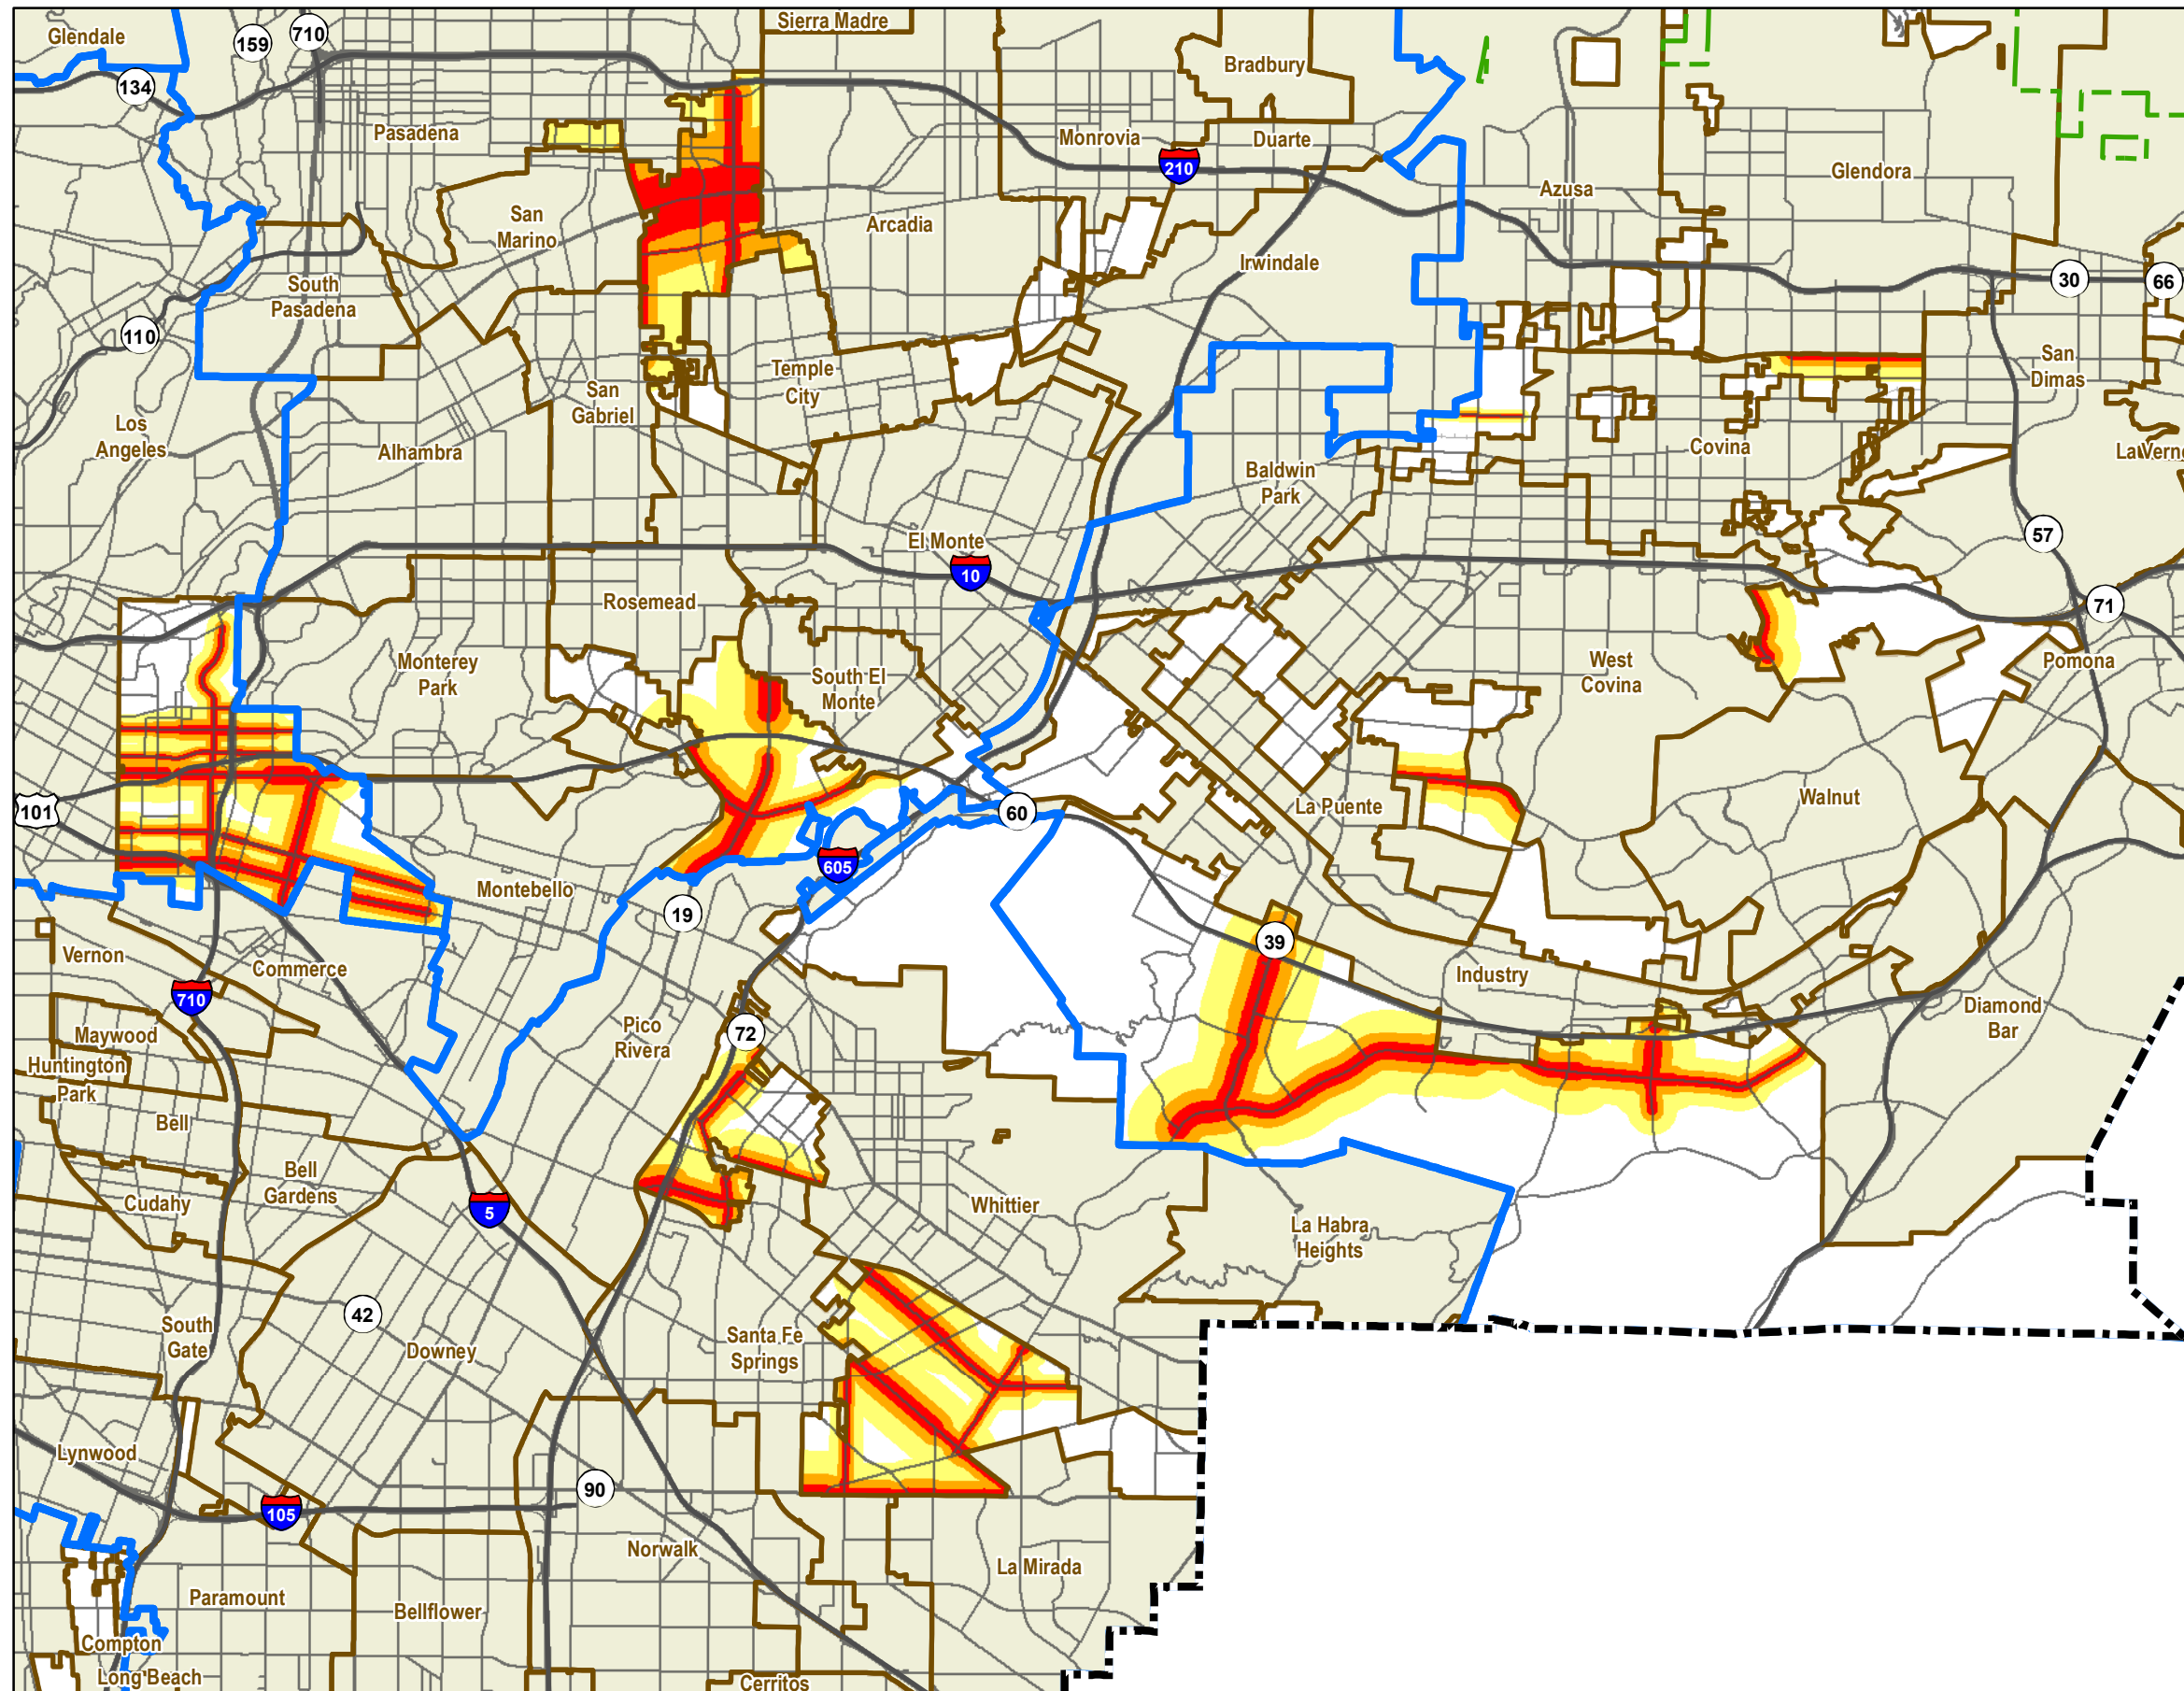 Sierra Madre
Glendale
159
710
134
Bradbury
Pasadena
Monrovia
Duarte
210
Glendora
Azusa
San
Marino
Arcadia
Irwindale
South
Pasadena
30
66
110
Temple
City
San
Dimas
San
Gabriel
Los
Angeles
Alhambra
Covina
La Vern
Baldwin
Park
El Monte
10
57
Rosemead
71
Monterey
Park
South El
Monte
West
Covina
Pomona
101
60
La Puente
Walnut
605
Montebello
19
39
Vernon
Commerce
Industry
710
Diamond
Bar
Maywood
Pico
Rivera
72
Huntington
Park
Bell
Bell
Gardens
Cudahy
5
Whittier
La Habra
Heights
42
South
Gate
Downey
Santa Fe
Springs
Lynwood
90
105
Norwalk
La Mirada
Paramount
Bellflower
Compton
Long Beach
Cerritos